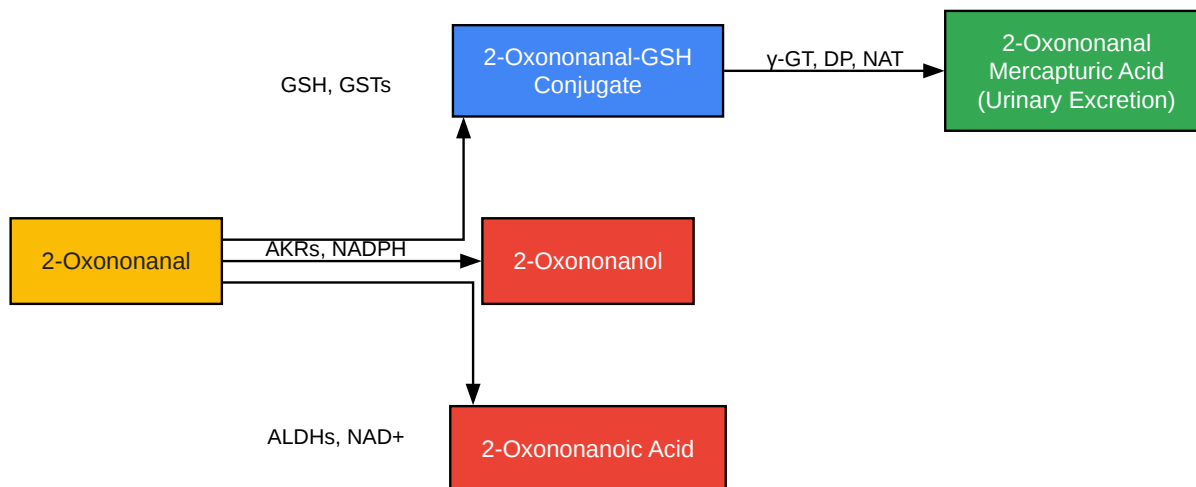 2-Oxononanal-GSH
Conjugate
γ-GT, DP, NAT
2-Oxononanal
Mercapturic Acid
(Urinary Excretion)
GSH, GSTs
2-Oxononanal
AKRs, NADPH
2-Oxononanol
ALDHs, NAD+
2-Oxononanoic Acid